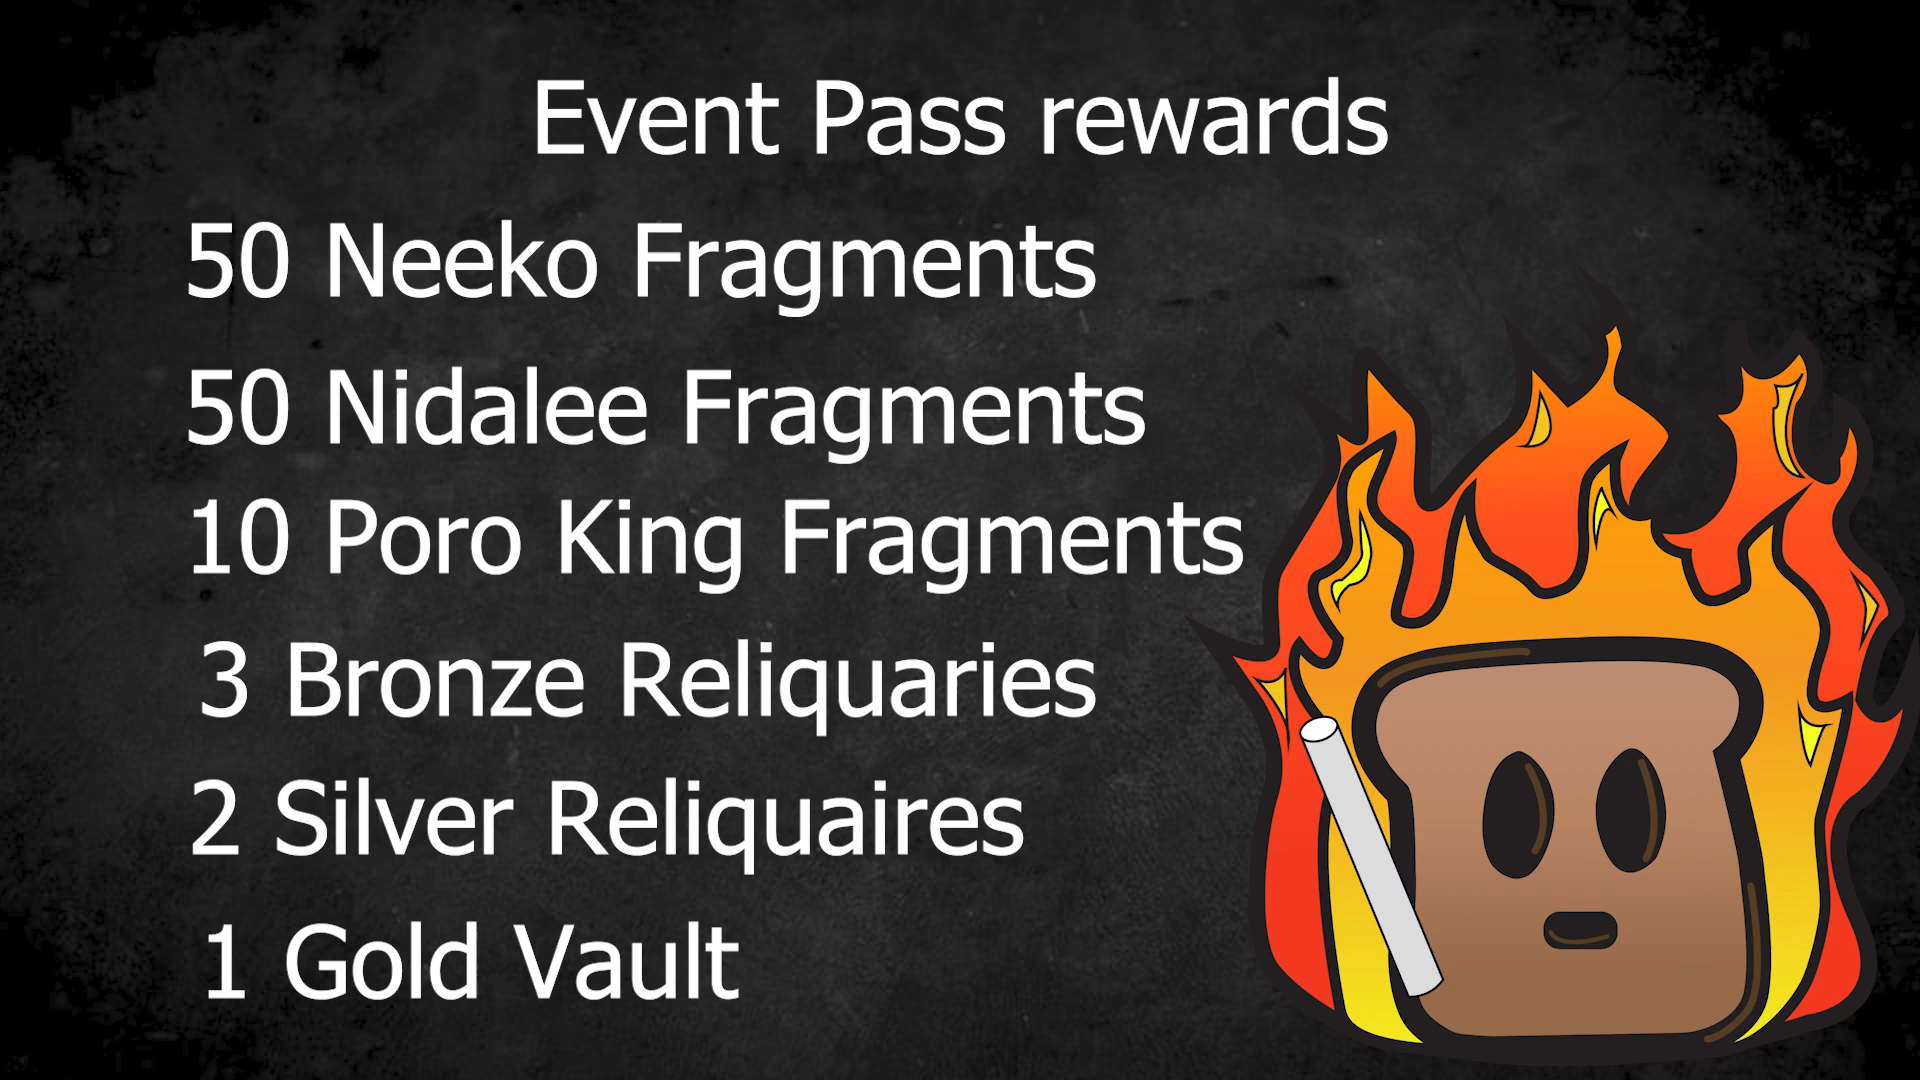 Event Pass rewards
50 Neeko Fragments
50 Nidalee Fragments
10 Poro King Fragments
3 Bronze Reliquaries
2 Silver Reliquaires
1 Gold Vault